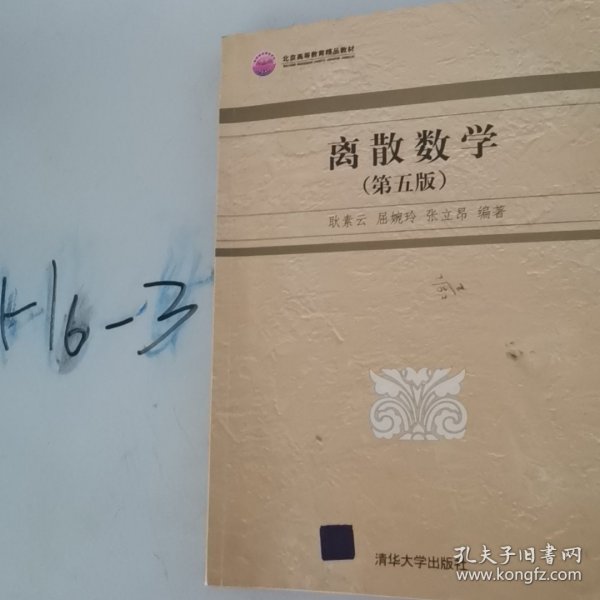 北京高等教育精品教材
离散数学
(第五版)
耿素云 屈婉玲 张立昂 编著
H6-3
清华大学出版社
孔夫子旧书网
www.kongfz.com